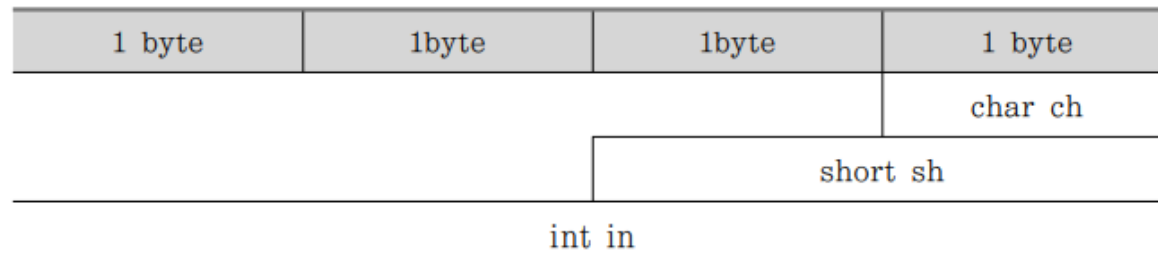 1 byte 1byte 1byte 1 byte
char ch
short sh
int in